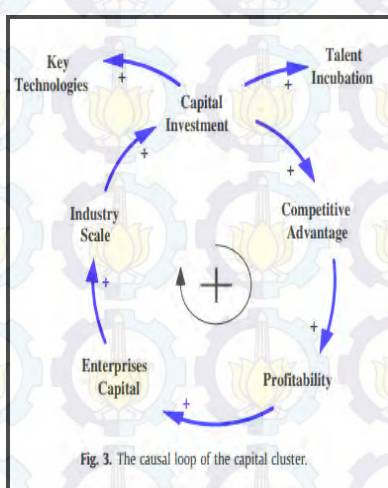 Key
Technologies
+
Talent
Incubation
+
Capital
Investment
+
+
Industry
Scale
Competitive
Advantage
+
+
+
Enterprises
Capital
Profitability
+
Fig. 3. The causal loop of the capital cluster.